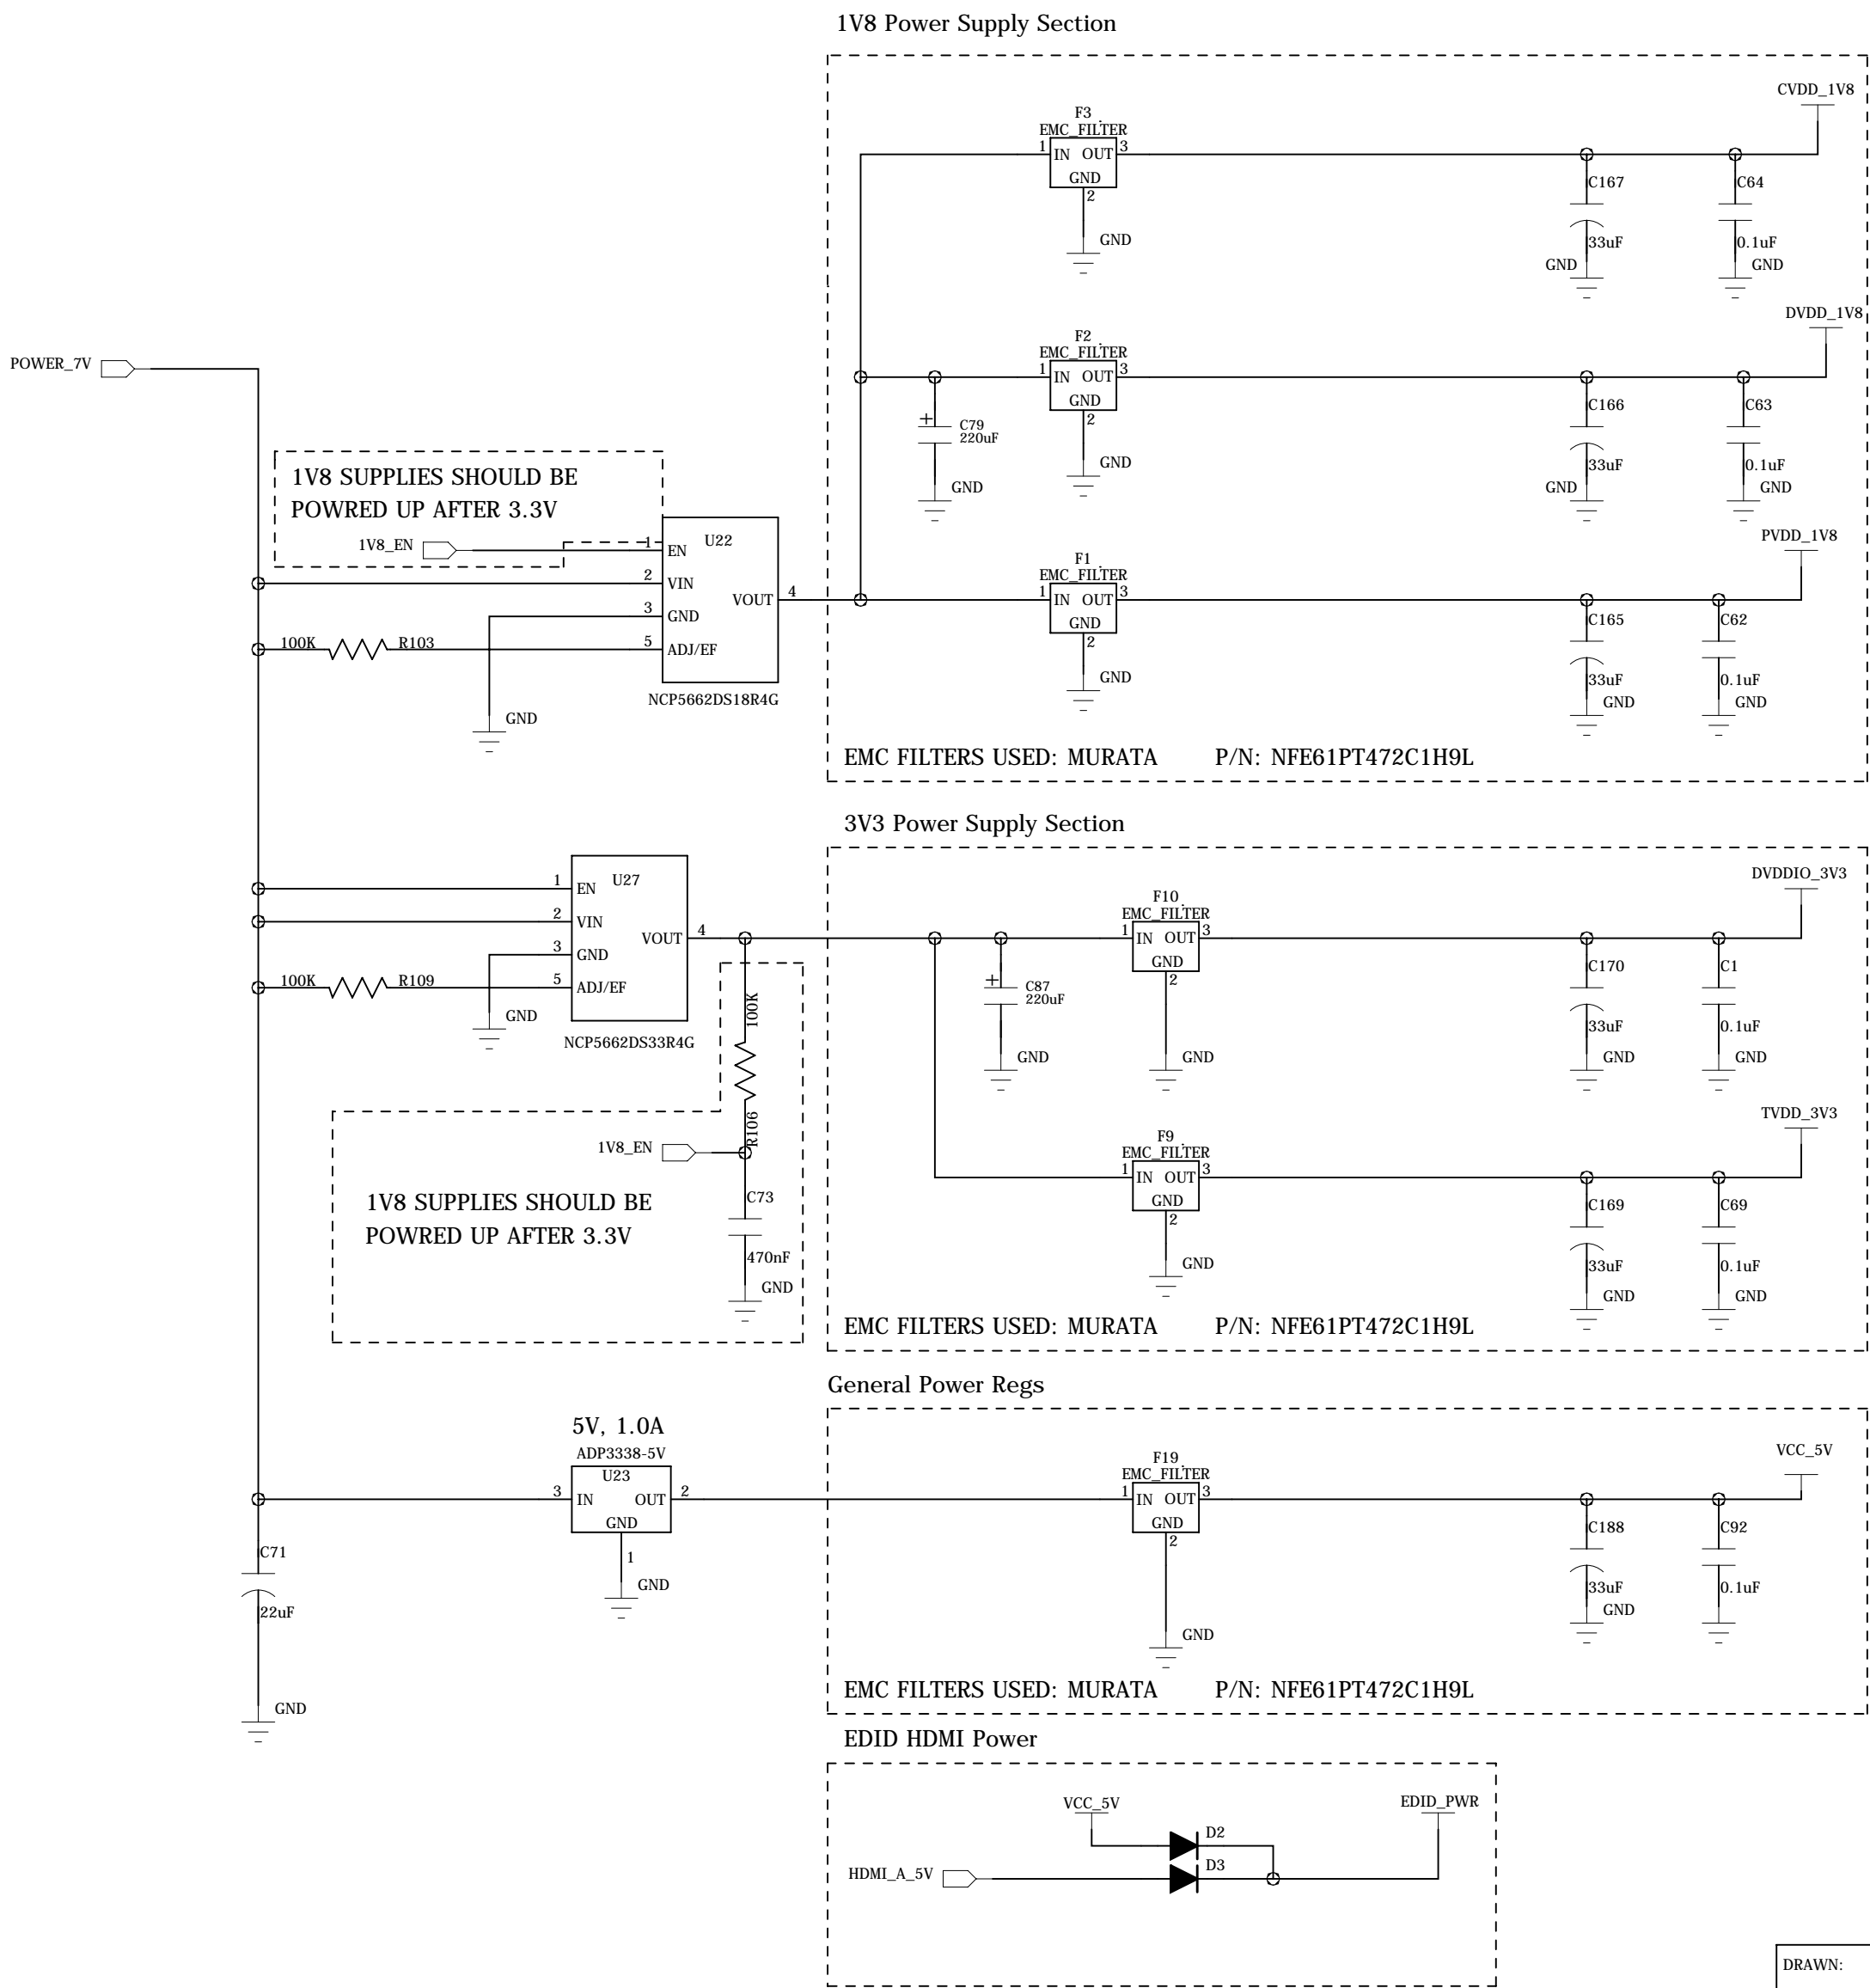 1V8 Power Supply Section
CVDD_1V8
F3
EMC_FILTER
1 IN OUT 3
GND
2
GND
C167
33uF
GND
C64
0.1uF
GND
DVDD_1V8
POWER_7V
F2
EMC_FILTER
1 IN OUT 3
GND
2
GND
C79
220uF
+
GND
C166
33uF
GND
C63
0.1uF
GND
1V8 SUPPLIES SHOULD BE
POWRED UP AFTER 3.3V
1V8_EN
1 EN
U22
2 VIN
3 GND
5 ADJ/EF
VOUT 4
100K R103
NCP5662DS18R4G
GND
PVDD_1V8
F1
EMC_FILTER
1 IN OUT 3
GND
2
GND
C165
33uF
GND
C62
0.1uF
GND
EMC FILTERS USED: MURATA P/N: NFE61PT472C1H9L
3V3 Power Supply Section
DVDDIO_3V3
1 EN
U27
2 VIN
3 GND
5 ADJ/EF
VOUT 4
100K R109
GND
NCP5662DS33R4G
100K
R106
F10
EMC_FILTER
1 IN OUT 3
GND
2
GND
+
C87
220uF
GND
C170
33uF
GND
C1
0.1uF
GND
TVDD_3V3
1V8_EN
1V8 SUPPLIES SHOULD BE
POWRED UP AFTER 3.3V
C73
470nF
GND
F9
EMC_FILTER
1 IN OUT 3
GND
2
GND
C169
33uF
GND
C69
0.1uF
GND
EMC FILTERS USED: MURATA P/N: NFE61PT472C1H9L
General Power Regs
5V, 1.0A
ADP3338-5V
U23
3 IN OUT 2
GND
1
GND
C71
22uF
GND
VCC_5V
F19
EMC_FILTER
1 IN OUT 3
GND
2
GND
C188
33uF
GND
C92
0.1uF
EMC FILTERS USED: MURATA P/N: NFE61PT472C1H9L
EDID HDMI Power
VCC_5V
EDID_PWR
D2
D3
HDMI_A_5V
DRAWN: